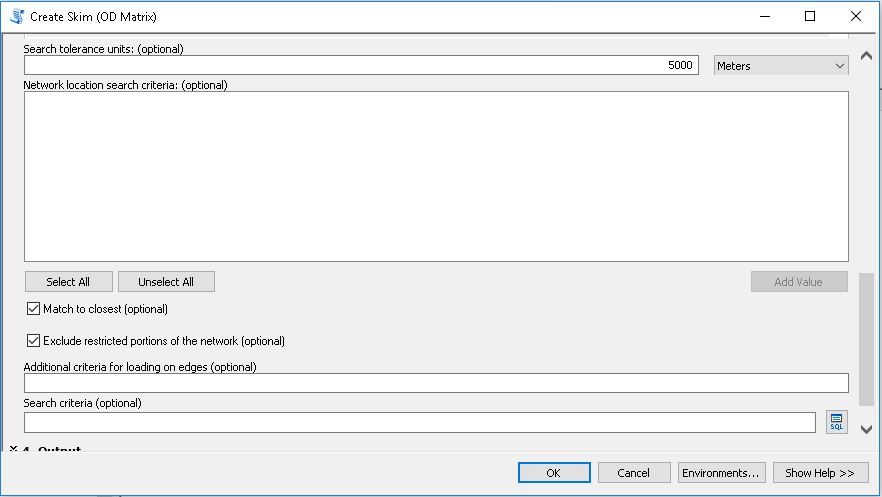 Create Skim (OD Matrix)
Search tolerance units: (optional)
5000 Meters
Network location search criteria: (optional)
Select All Unselect All Add Value
Match to closest (optional)
Exclude restricted portions of the network (optional)
Additional criteria for loading on edges (optional)
Search criteria (optional)
SQL
4. Output
OK Cancel Environments... Show Help >>